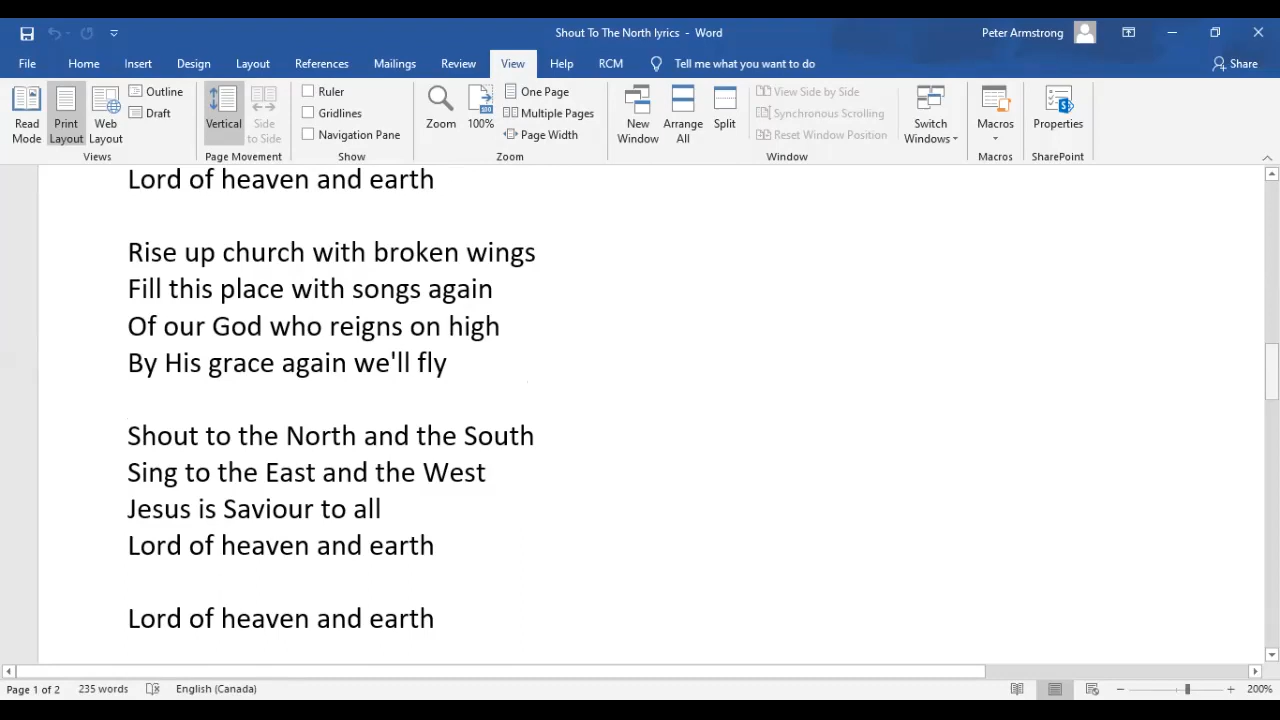 Shout To The North lyrics - Word
Peter Armstrong
File Home Insert Design Layout References Mailings Review View Help RCM Tell me what you want to do Share
Read Mode
Print Layout
Web Layout
Outline
Draft
Views
Vertical
Side to Side
Page Movement
Ruler
Gridlines
Navigation Pane
Show
Zoom
100%
One Page
Multiple Pages
Page Width
Zoom
New Window
Arrange All
Split
View Side by Side
Synchronous Scrolling
Reset Window Position
Window
Switch Windows
Macros
Macros
Properties
SharePoint
Lord of heaven and earth
Rise up church with broken wings
Fill this place with songs again
Of our God who reigns on high
By His grace again we'll fly
Shout to the North and the South
Sing to the East and the West
Jesus is Saviour to all
Lord of heaven and earth
Lord of heaven and earth
Page 1 of 2 235 words English (Canada) 200%